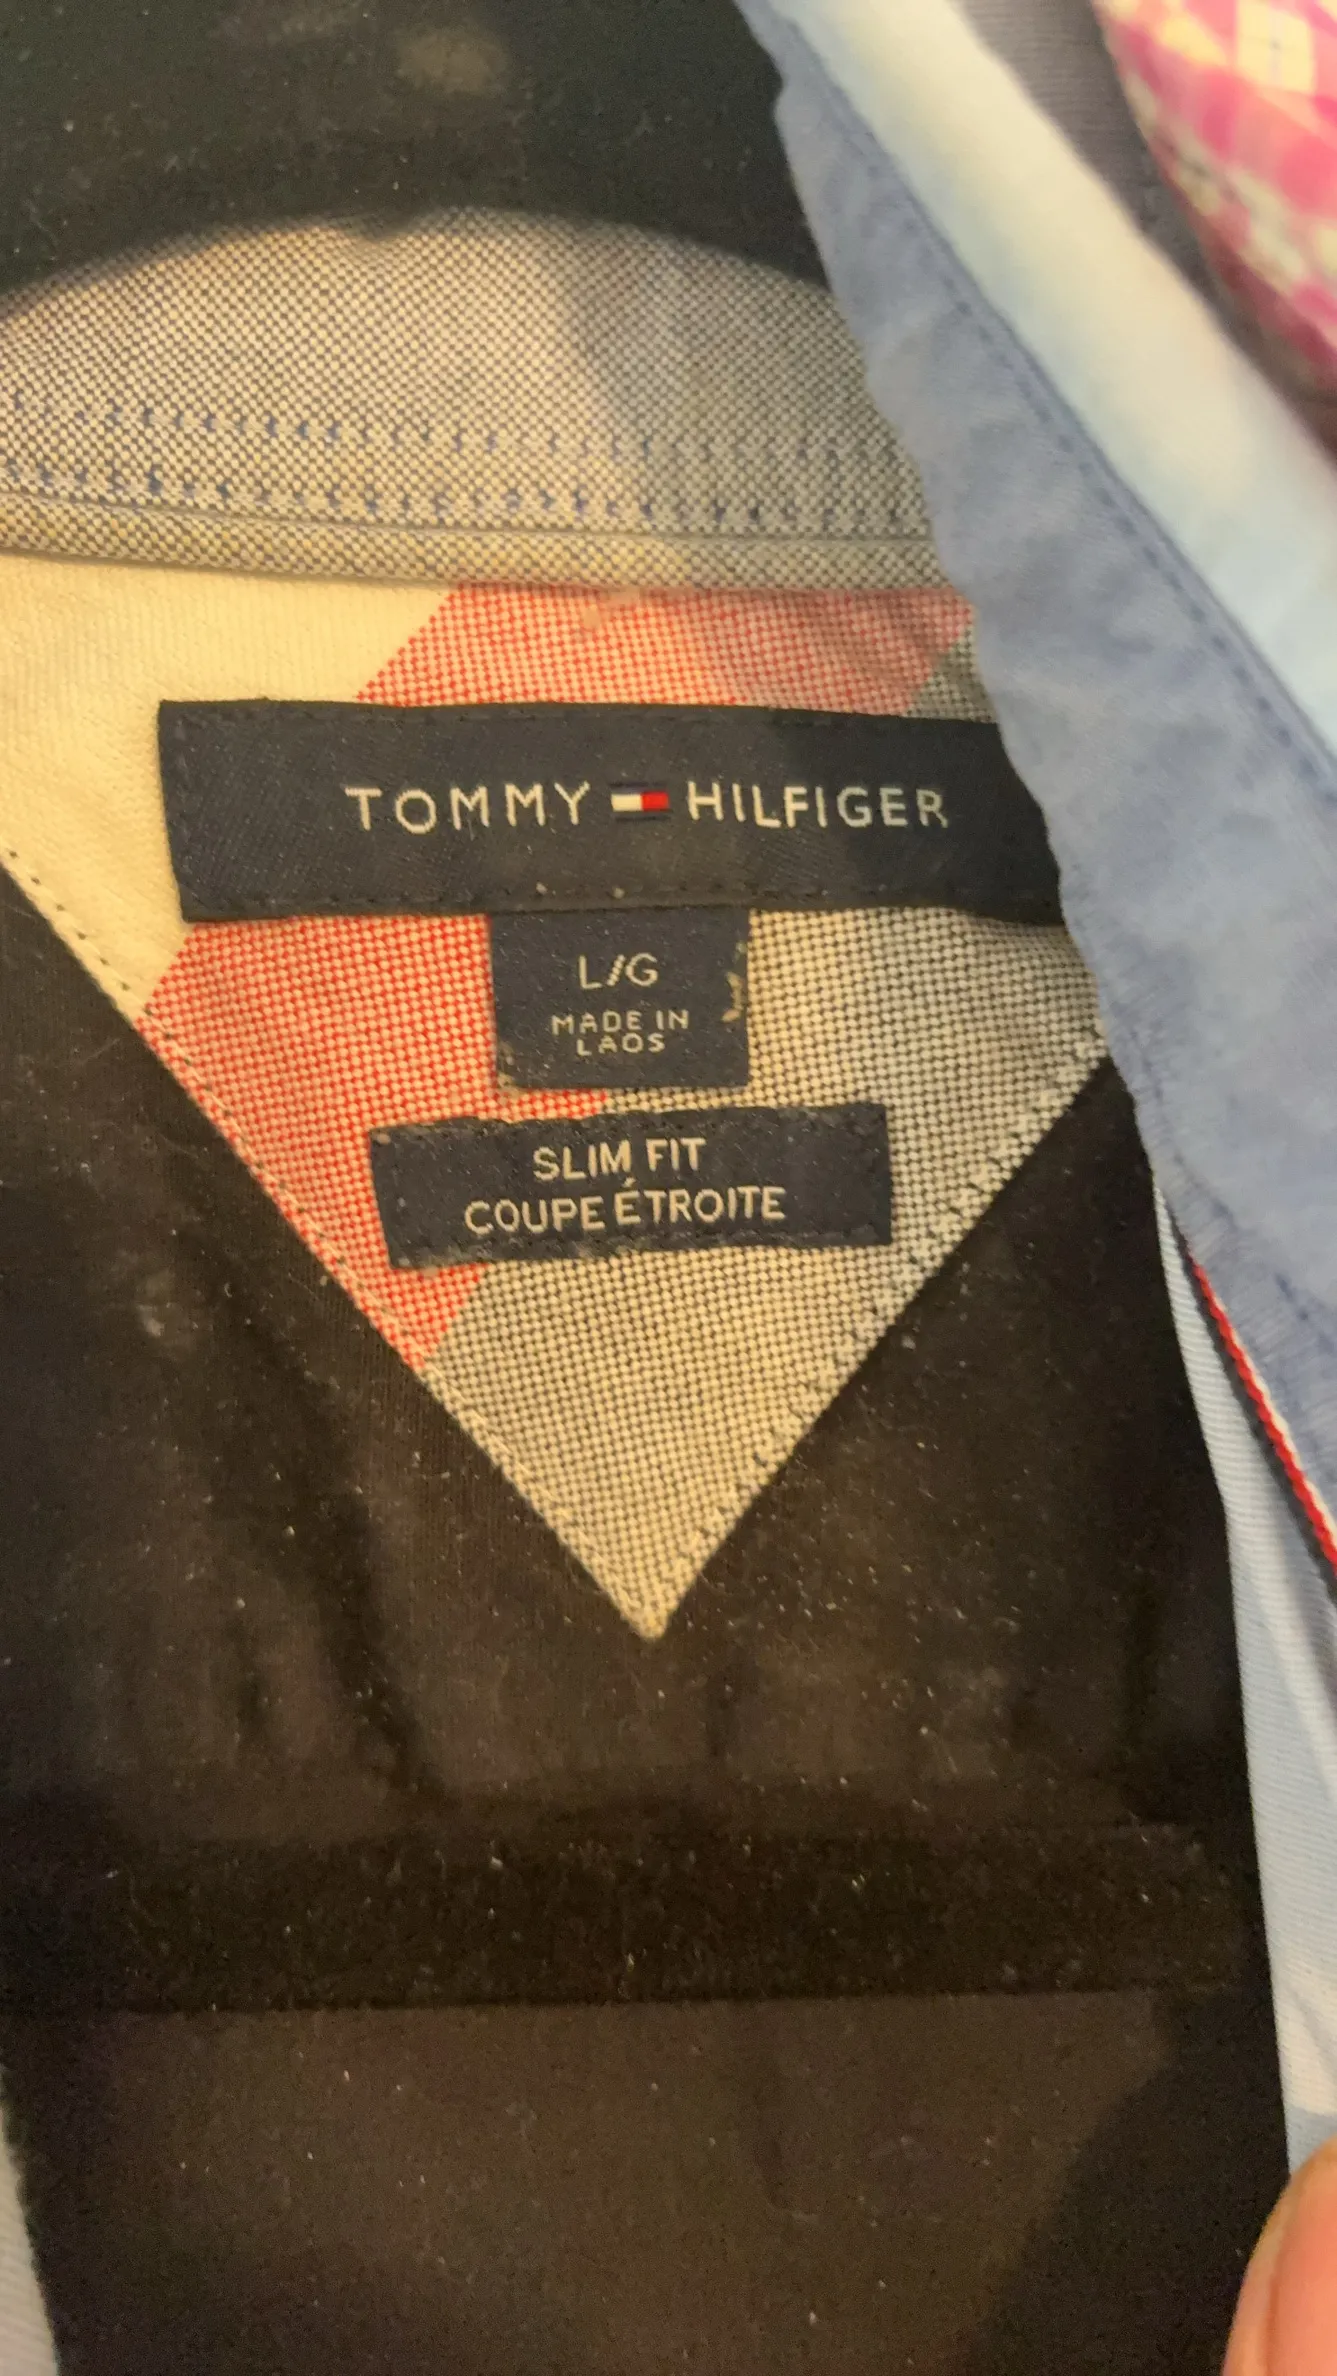 TOMMY HILFIGER
L/G
MADE IN
LAOS
SLIM FIT
COUPE ÉTROITE